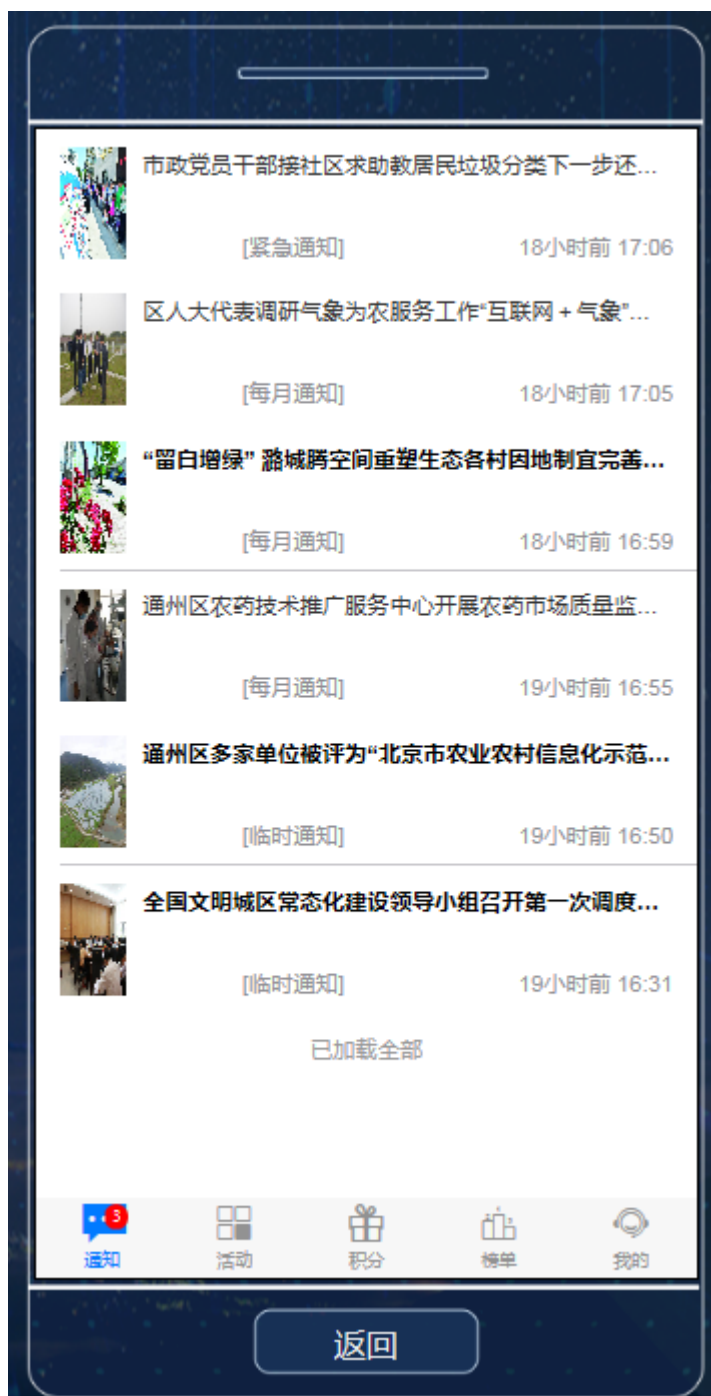 市政党员干部接社区求助教居民垃圾分类下一步还...
[紧急通知] 18小时前 17:06
区人大代表调研气象为农服务工作“互联网 + 气象”...
[每月通知] 18小时前 17:05
“留白增绿” 潞城腾空间重塑生态各村因地制宜完善...
[每月通知] 18小时前 16:59
通州区农药技术推广服务中心开展农药市场质量监...
[每月通知] 19小时前 16:55
通州区多家单位被评为“北京市农业农村信息化示范...
[临时通知] 19小时前 16:50
全国文明城区常态化建设领导小组召开第一次调度...
[临时通知] 19小时前 16:31
已加载全部
3
通知 活动 积分 榜单 我的
返回